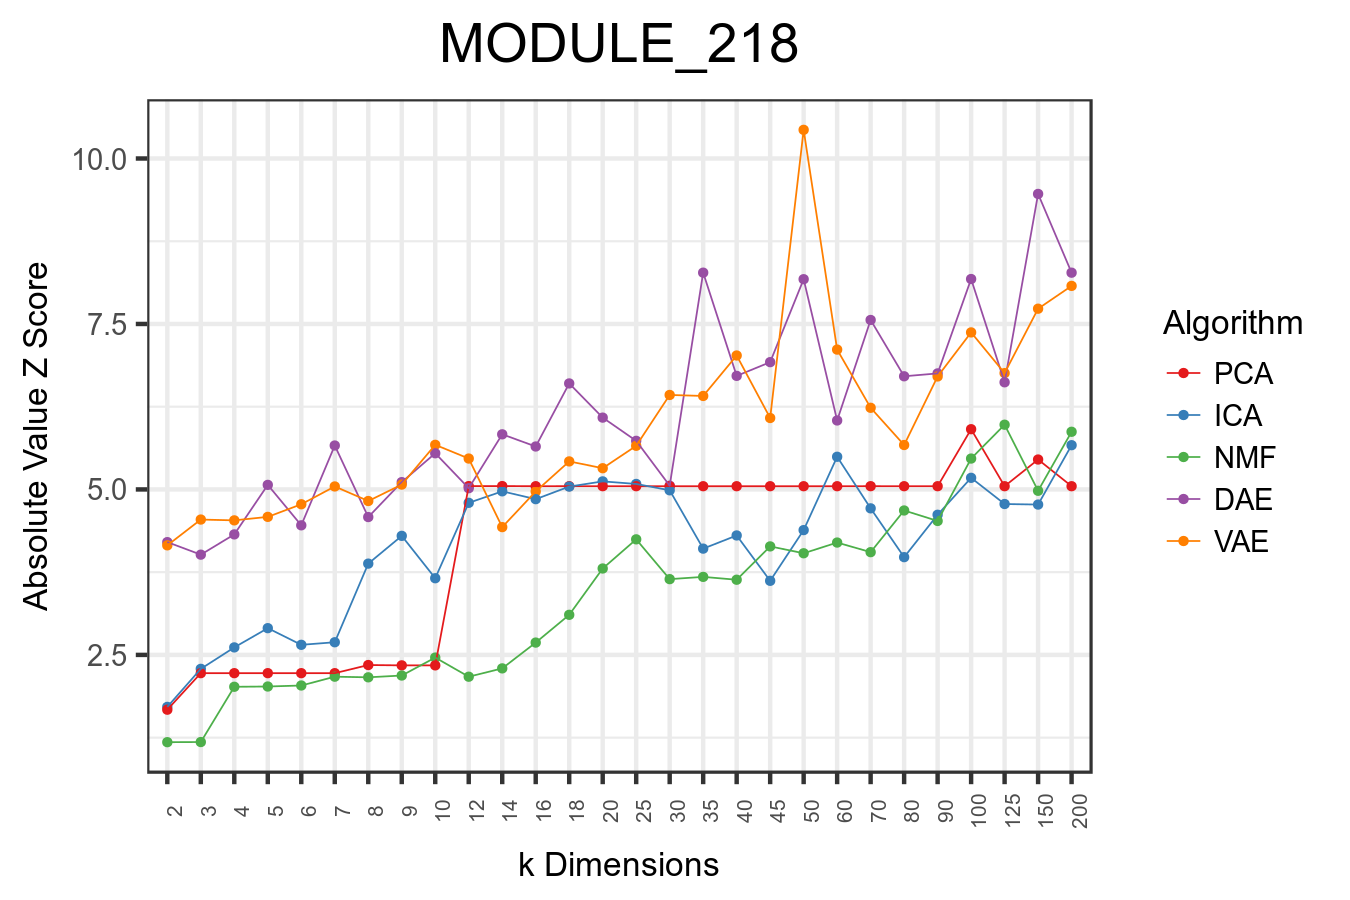 MODULE_218
Absolute Value Z Score
10.0
7.5
5.0
2.5
2 3 4 5 6 7 8 9 10 12 14 16 18 20 25 30 35 40 45 50 60 70 80 90 100 125 150 200
k Dimensions
Algorithm
PCA
ICA
NMF
DAE
VAE